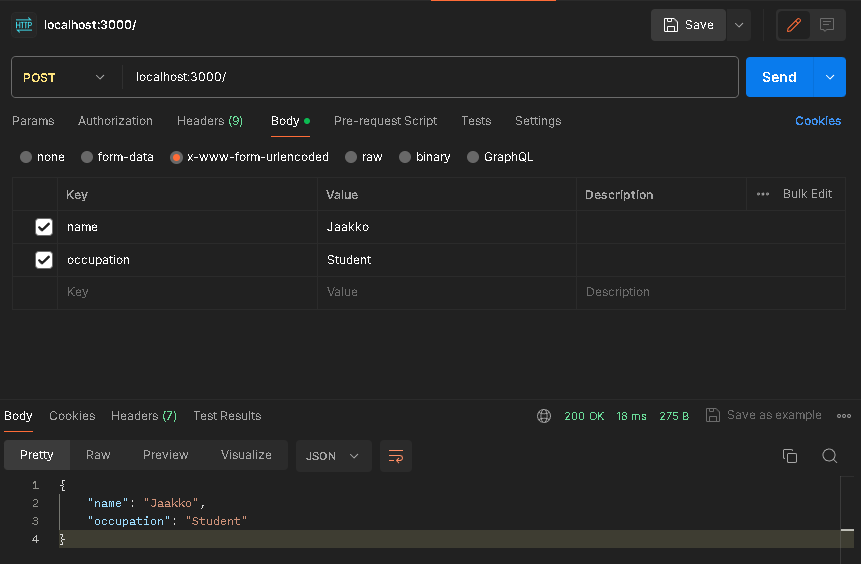 HTTP localhost:3000/ Save
POST localhost:3000/ Send
Params Authorization Headers (9) Body Pre-request Script Tests Settings Cookies
none form-data x-www-form-urlencoded raw binary GraphQL
Key Value Description ••• Bulk Edit
name Jaakko
occupation Student
Key Value Description
Body Cookies Headers (7) Test Results 200 OK 18 ms 275 B Save as example
Pretty Raw Preview Visualize JSON
1 {
2 "name": "Jaakko",
3 "occupation": "Student"
4 }